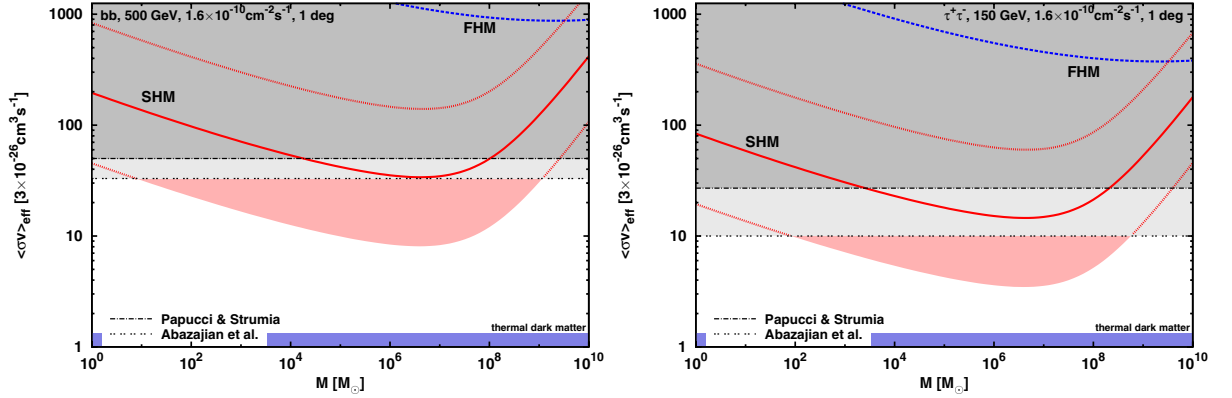 bb, 500 GeV, 1.6×10⁻¹⁰cm⁻²s⁻¹, 1 deg
FHM
SHM
1000
100
10
1
<σv>eff [3×10⁻²⁶cm³s⁻¹]
Papucci & Strumia
Abazajian et al.
thermal dark matter
10⁰ 10² 10⁴ 10⁶ 10⁸ 10¹⁰
M [M☉]
τ⁺τ⁻, 150 GeV, 1.6×10⁻¹⁰cm⁻²s⁻¹, 1 deg
FHM
SHM
1000
100
10
1
<σv>eff [3×10⁻²⁶cm³s⁻¹]
Papucci & Strumia
Abazajian et al.
thermal dark matter
10⁰ 10² 10⁴ 10⁶ 10⁸ 10¹⁰
M [M☉]